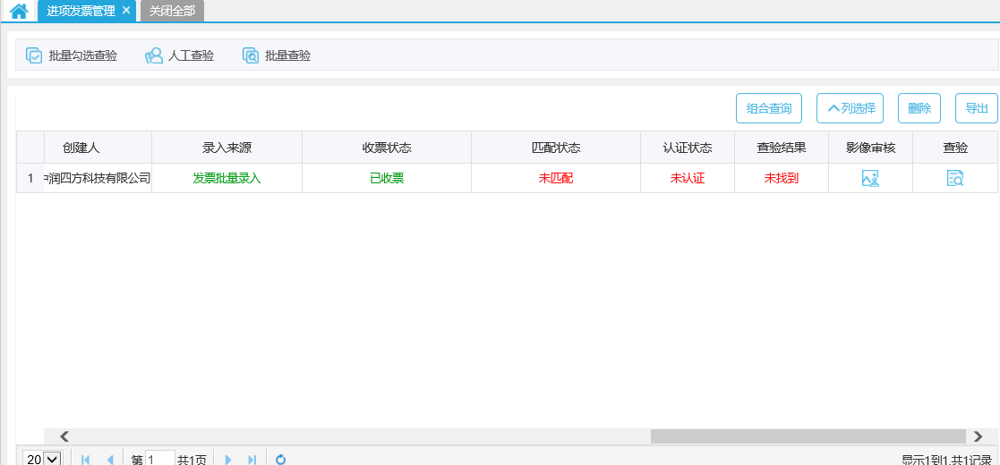 进项发票管理 × 关闭全部
批量勾选查验 人工查验 批量查验
组合查询 列选择 删除 导出
创建人 录入来源 收票状态 匹配状态 认证状态 查验结果 影像审核 查验
1 润四方科技有限公司 发票批量录入 已收票 未匹配 未认证 未找到
20 第 1 共1页 显示1到1,共1记录